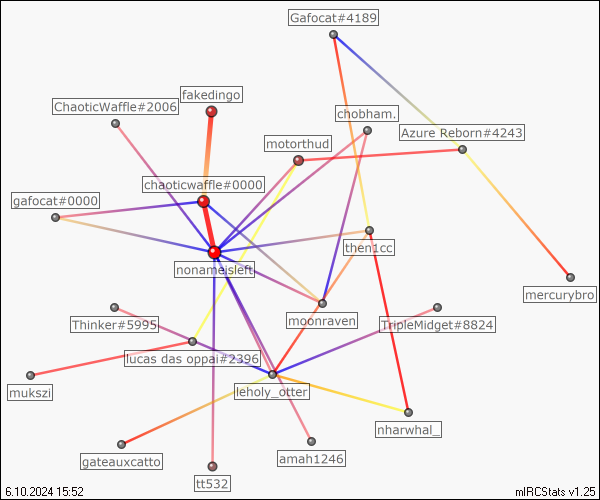 Gafocat#4189
fakedingo
ChaoticWaffle#2006
chobham.
Azure Reborn#4243
motorthud
chaoticwaffle#0000
gafocat#0000
then1cc
nonameisleft
mercurybro
moonraven
Thinker#5995
TripleMidget#8824
lucas das oppai#2396
mukszi
leholy_otter
nharwhal_
gateauxcatto
amah1246
tt532
6.10.2024 15:52
mIRCStats v1.25